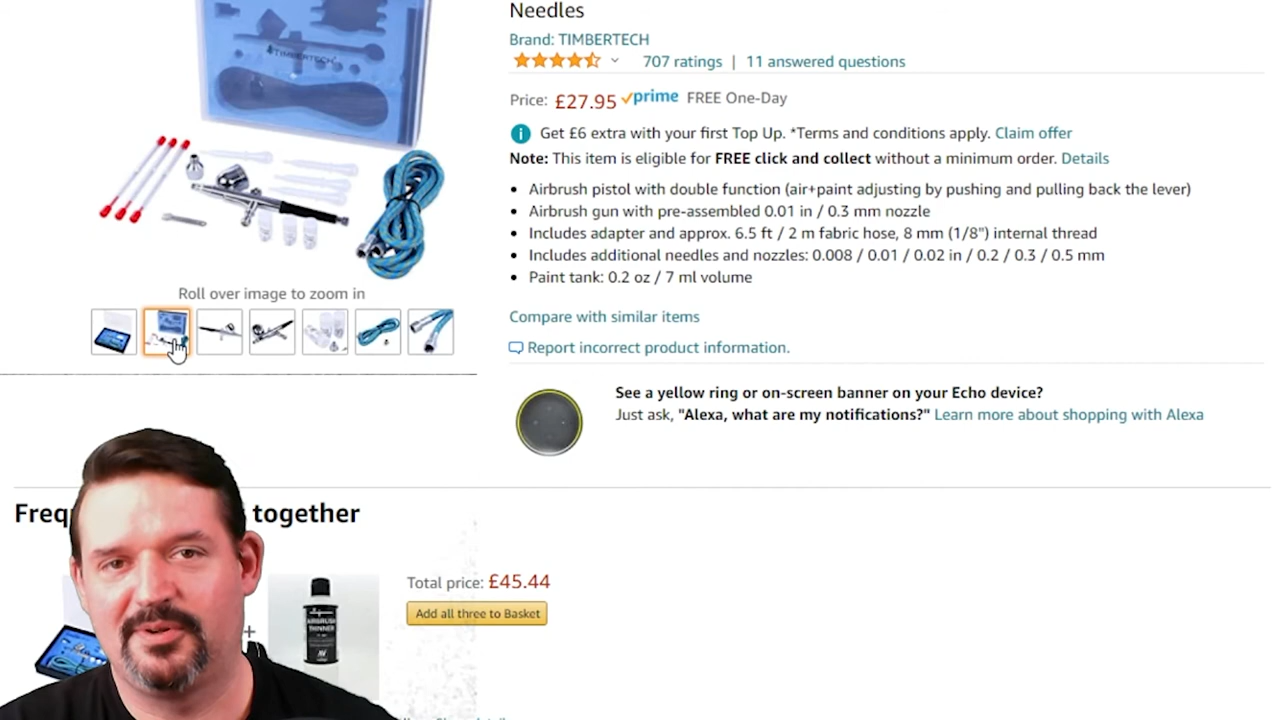 Needles
Brand: TIMBERTECH
707 ratings | 11 answered questions
Price: £27.95 prime FREE One-Day
Get £6 extra with your first Top Up. *Terms and conditions apply. Claim offer
Note: This item is eligible for FREE click and collect without a minimum order. Details
Airbrush pistol with double function (air+paint adjusting by pushing and pulling back the lever)
Airbrush gun with pre-assembled 0.01 in / 0.3 mm nozzle
Includes adapter and approx. 6.5 ft / 2 m fabric hose, 8 mm (1/8") internal thread
Includes additional needles and nozzles: 0.008 / 0.01 / 0.02 in / 0.2 / 0.3 / 0.5 mm
Paint tank: 0.2 oz / 7 ml volume
TIMBERTECH
Roll over image to zoom in
Compare with similar items
Report incorrect product information.
See a yellow ring or on-screen banner on your Echo device?
Just ask, "Alexa, what are my notifications?" Learn more about shopping with Alexa
together
+
AIRBRUSH
THINNER
Total price: £45.44
Add all three to Basket